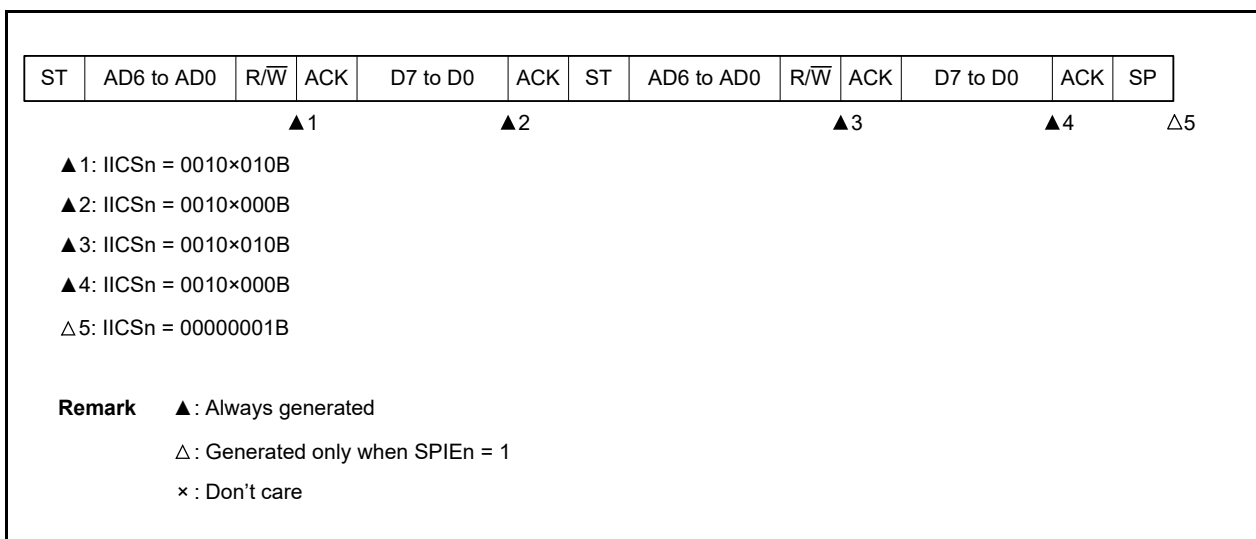 ST AD6 to AD0 R/W̅ ACK D7 to D0 ACK ST AD6 to AD0 R/W̅ ACK D7 to D0 ACK SP
▲1 ▲2 ▲3 ▲4 △5
▲1: IICSn = 0010×010B
▲2: IICSn = 0010×000B
▲3: IICSn = 0010×010B
▲4: IICSn = 0010×000B
△5: IICSn = 00000001B
Remark ▲: Always generated
△: Generated only when SPIEn = 1
×: Don’t care